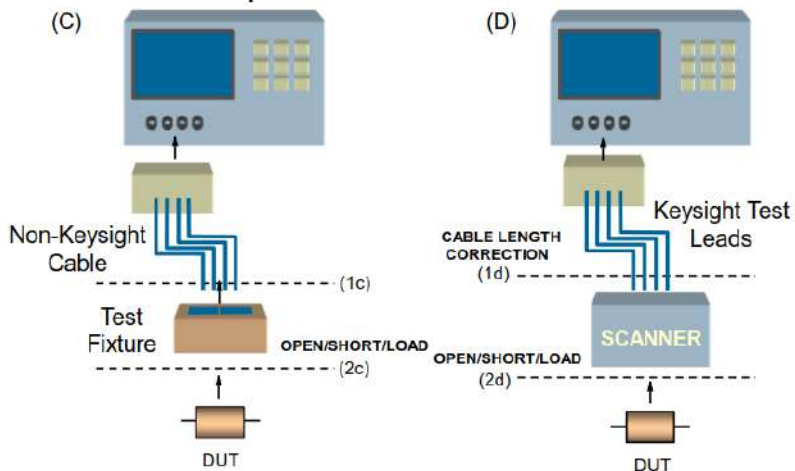 (C)
Non-Keysight
Cable
(1c)
Test
Fixture
OPEN/SHORT/LOAD
(2c)
DUT
(D)
Keysight Test
Leads
CABLE LENGTH
CORRECTION
(1d)
SCANNER
OPEN/SHORT/LOAD
(2d)
DUT